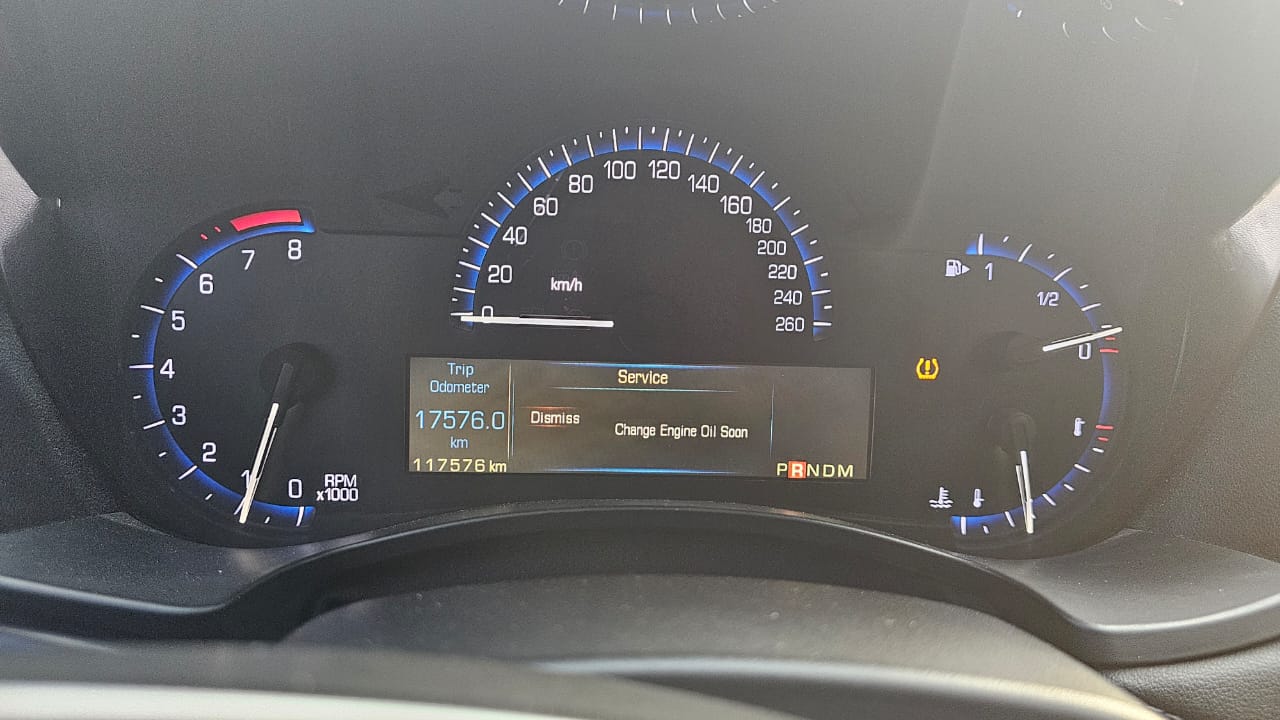 0
1
2
3
4
5
6
7
8
RPM
x1000
0
20
40
60
80
100
120
140
160
180
200
220
240
260
km/h
1
1/2
0
Trip
Odometer
17576.0
km
117576 km
Service
Dismiss
Change Engine Oil Soon
PRNDM